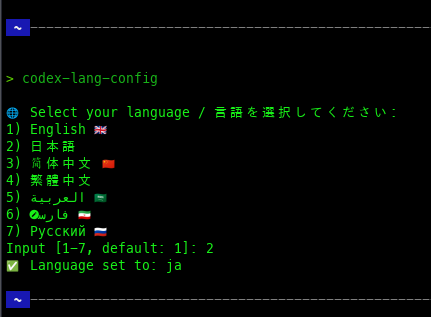 ~
> codex-lang-config
🌐 Select your language / 言語を選択してください:
1) English 🇬🇧
2) 日本語
3) 简体中文 🇨🇳
4) 繁體中文
5) العربية 🇸🇦
6) فارسی 🇮🇷
7) Русский 🇷🇺
Input [1-7, default: 1]: 2
✅ Language set to: ja
~